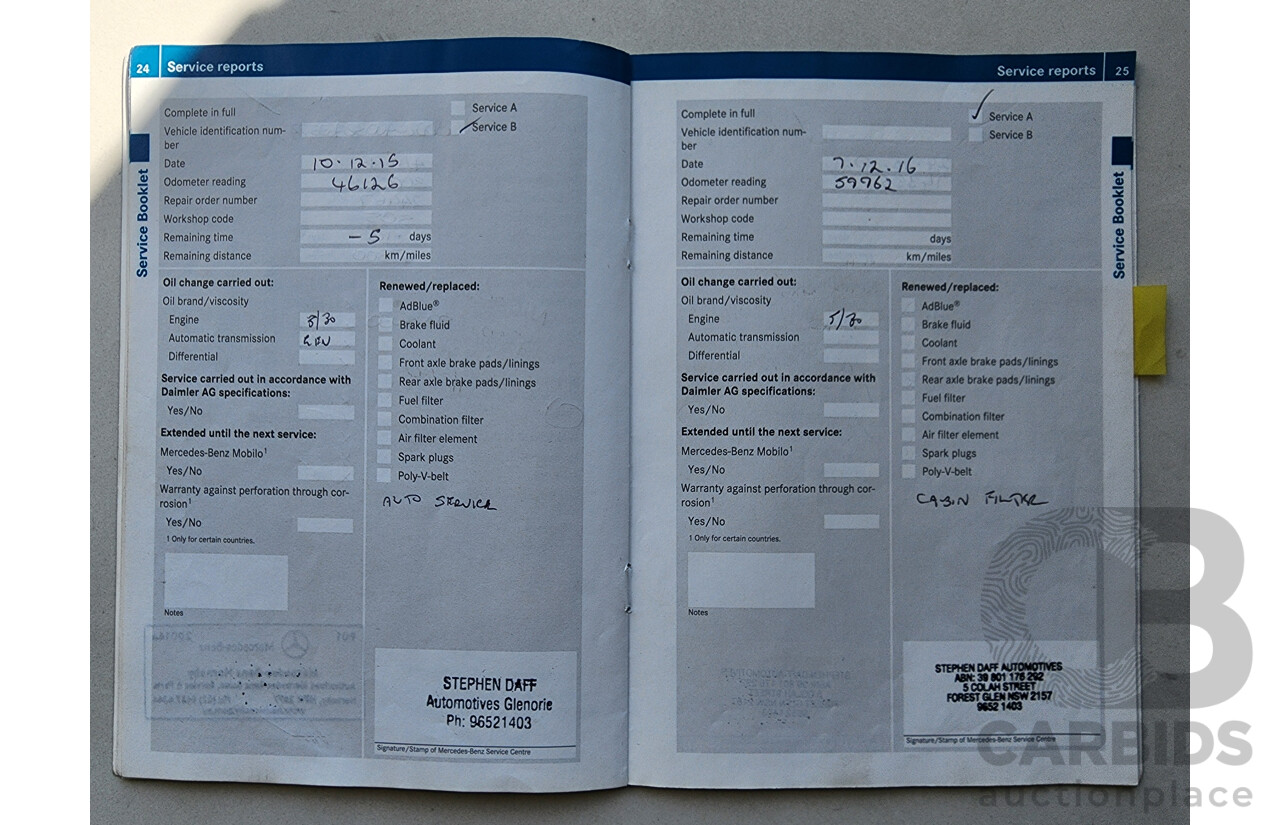 24 Service reports
Service Booklet
Complete in full
Service A
Vehicle identification num-
ber
Service B
Date 10.12.15
Odometer reading 46126
Repair order number
Workshop code
Remaining time - 5 days
Remaining distance km/miles
Oil change carried out:
Oil brand/viscosity
Engine 5/30
Automatic transmission
Differential
Service carried out in accordance with
Daimler AG specifications:
Yes/No
Extended until the next service:
Mercedes-Benz Mobilo¹
Yes/No
Warranty against perforation through cor-
rosion¹
Yes/No
¹ Only for certain countries.
Notes
Renewed/replaced:
AdBlue®
Brake fluid
Coolant
Front axle brake pads/linings
Rear axle brake pads/linings
Fuel filter
Combination filter
Air filter element
Spark plugs
Poly-V-belt
AUTO SERVICE
STEPHEN DAFF
Automotives Glenorie
Ph: 96521403
Signature/Stamp of Mercedes-Benz Service Centre
Service reports 25
Service Booklet
Complete in full
Service A
Vehicle identification num-
ber
Service B
Date 7.12.16
Odometer reading 59962
Repair order number
Workshop code
Remaining time days
Remaining distance km/miles
Oil change carried out:
Oil brand/viscosity
Engine 5/30
Automatic transmission
Differential
Service carried out in accordance with
Daimler AG specifications:
Yes/No
Extended until the next service:
Mercedes-Benz Mobilo¹
Yes/No
Warranty against perforation through cor-
rosion¹
Yes/No
¹ Only for certain countries.
Notes
Renewed/replaced:
AdBlue®
Brake fluid
Coolant
Front axle brake pads/linings
Rear axle brake pads/linings
Fuel filter
Combination filter
Air filter element
Spark plugs
Poly-V-belt
CABIN FILTER
STEPHEN DAFF AUTOMOTIVES
ABN: 39 801 176 292
5 COLAH STREET
FOREST GLEN NSW 2157
9652 1403
Signature/Stamp of Mercedes-Benz Service Centre
CB
CARBIDS
auctionplace